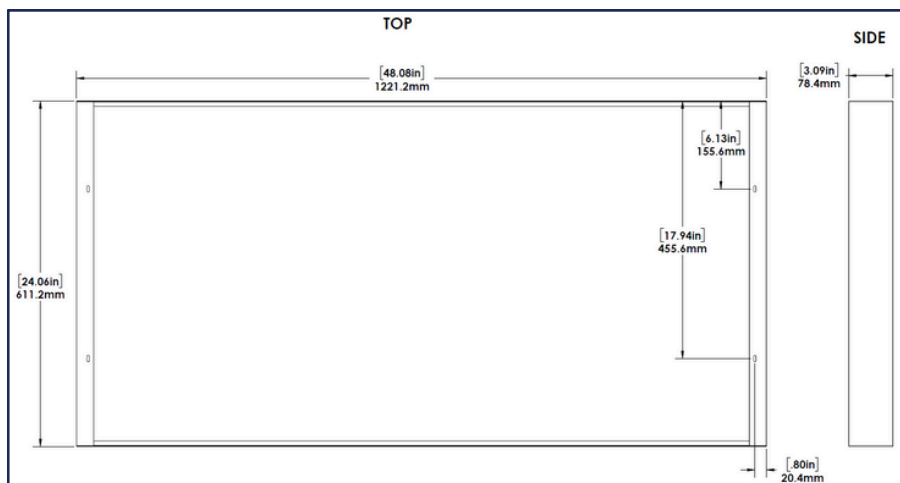 TOP
SIDE
[48.08in]
1221.2mm
[3.09in]
78.4mm
[6.13in]
155.6mm
[17.94in]
455.6mm
[24.06in]
611.2mm
[.80in]
20.4mm